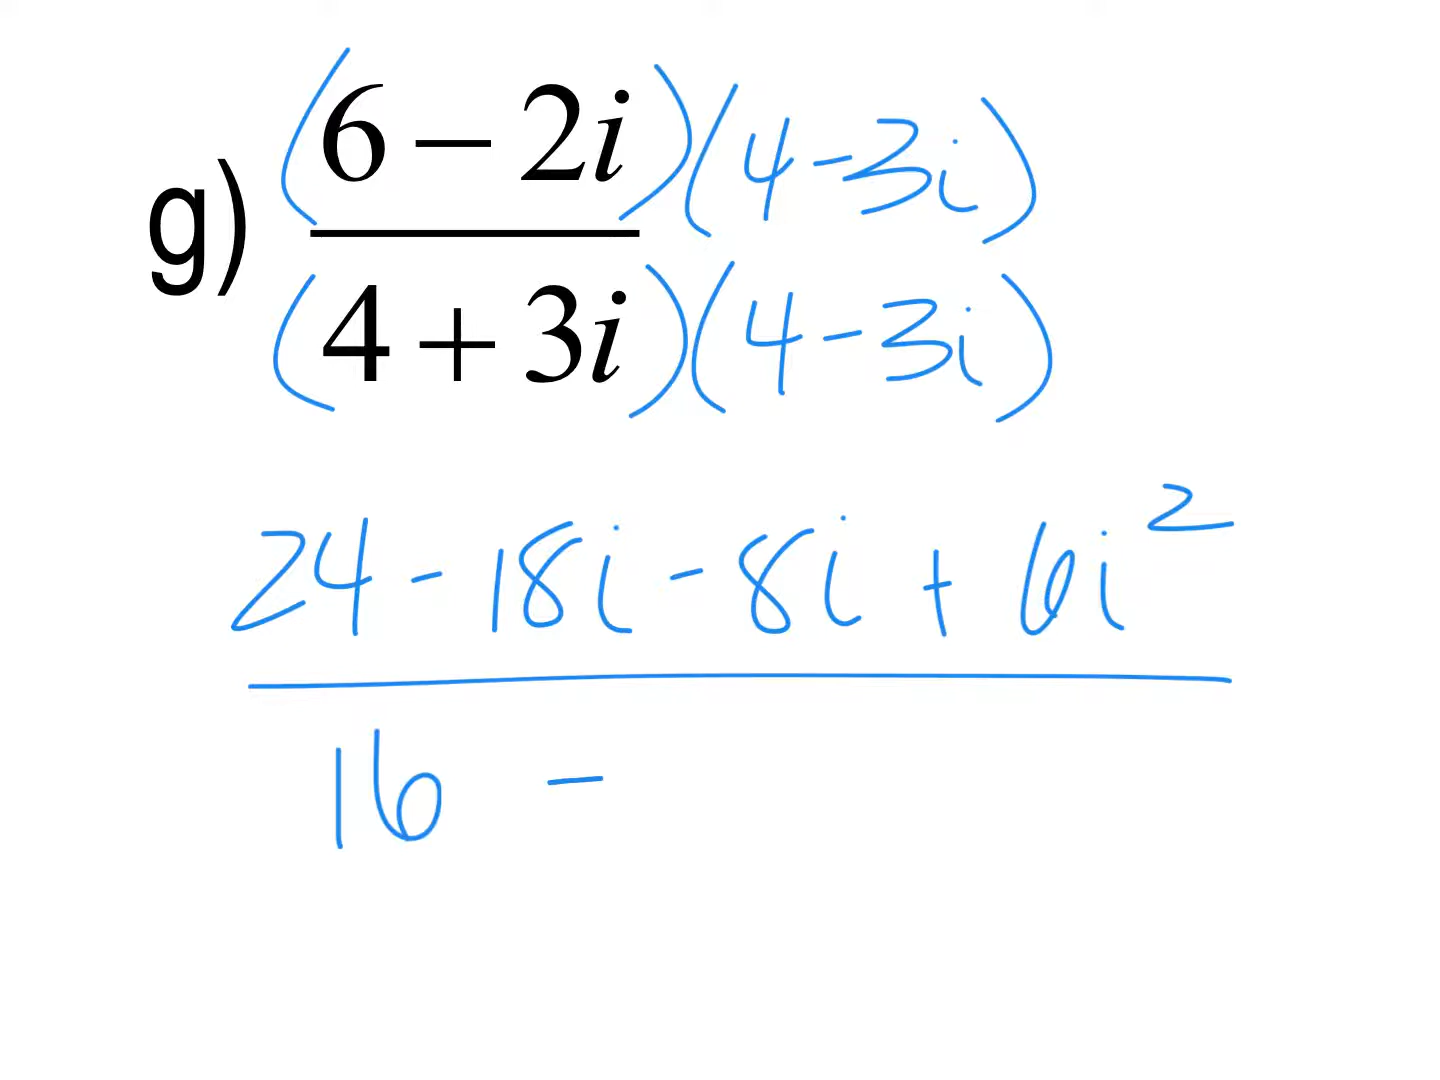 g) (6 − 2i)(4 − 3i)
(4 + 3i)(4 − 3i)
24 − 18i − 8i + 6i²
16 −